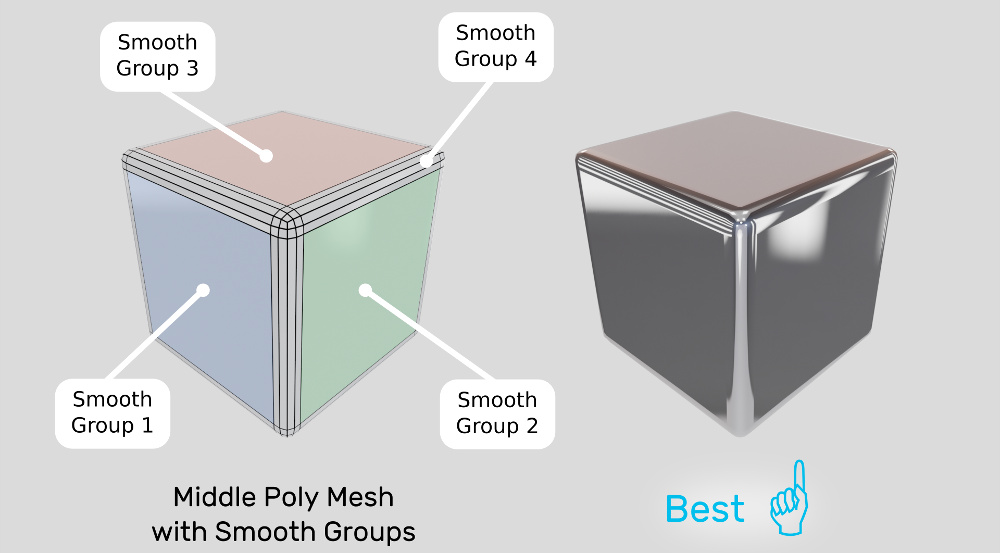 Smooth
Group 3
Smooth
Group 4
Smooth
Group 1
Smooth
Group 2
Middle Poly Mesh
with Smooth Groups
Best